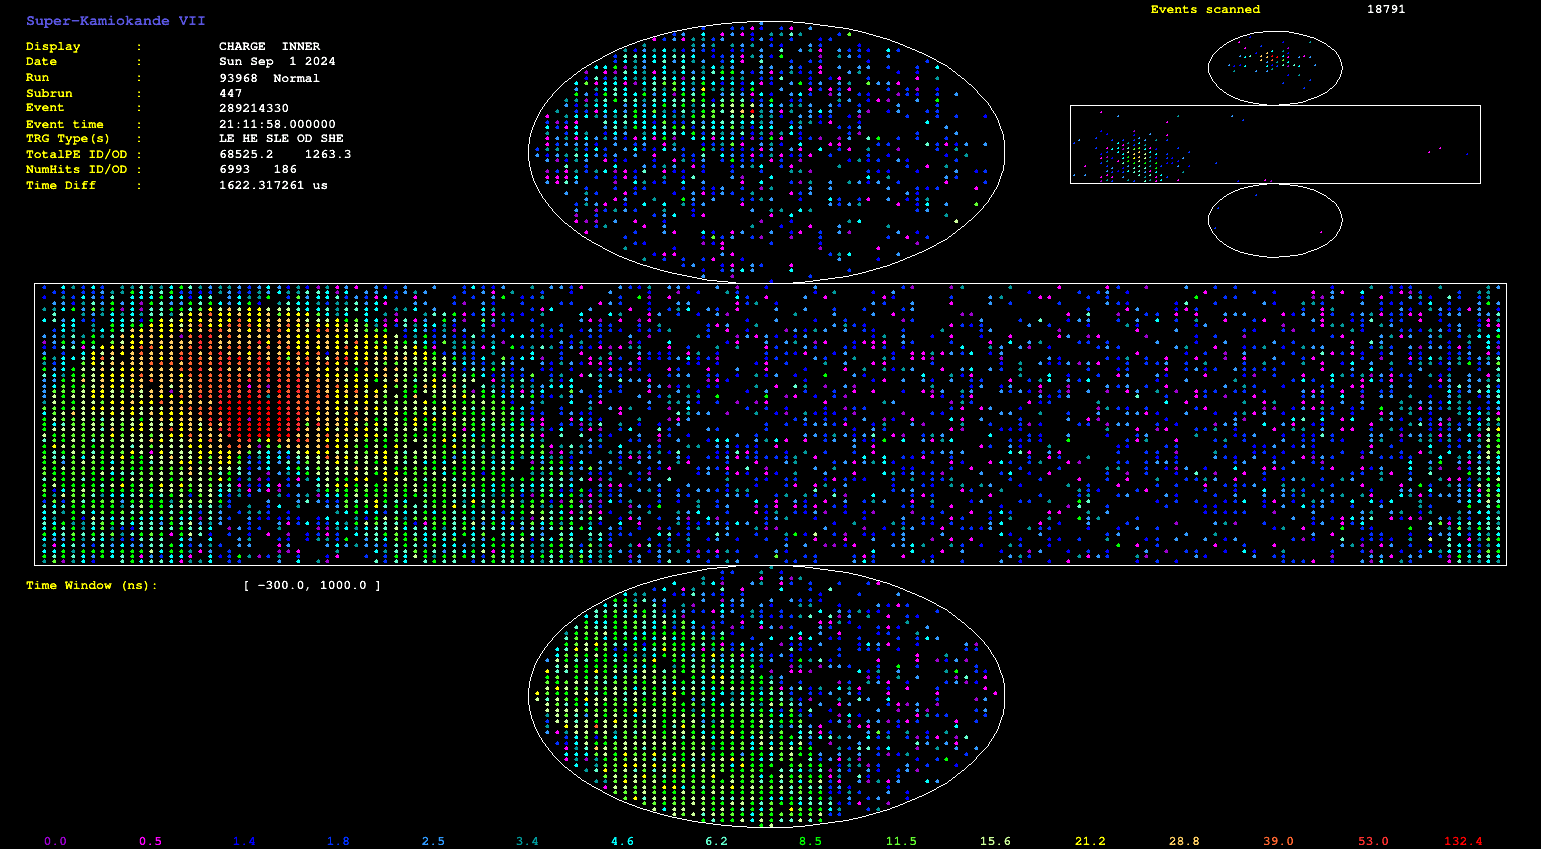 Super-Kamiokande VII
Events scanned 18791
Display : CHARGE INNER
Date : Sun Sep 1 2024
Run : 93968 Normal
Subrun : 447
Event : 289214330
Event time : 21:11:58.000000
TRG Type(s) : LE HE SLE OD SHE
TotalPE ID/OD : 68525.2 1263.3
NumHits ID/OD : 6993 186
Time Diff : 1622.317261 us
Time Window (ns): [ -300.0, 1000.0 ]
0.0 0.5 1.4 1.8 2.5 3.4 4.6 6.2 8.5 11.5 15.6 21.2 28.8 39.0 53.0 132.4